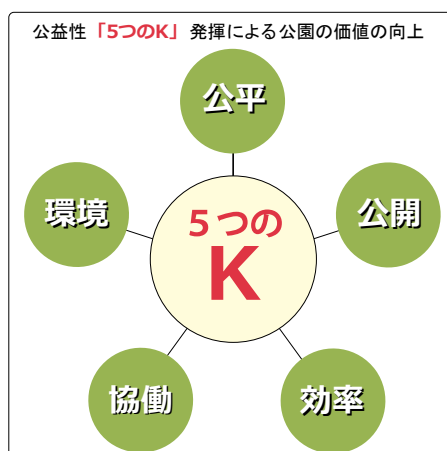 公益性「5つのK」発揮による公園の価値の向上
公平
環境
公開
5つの
K
協働
効率